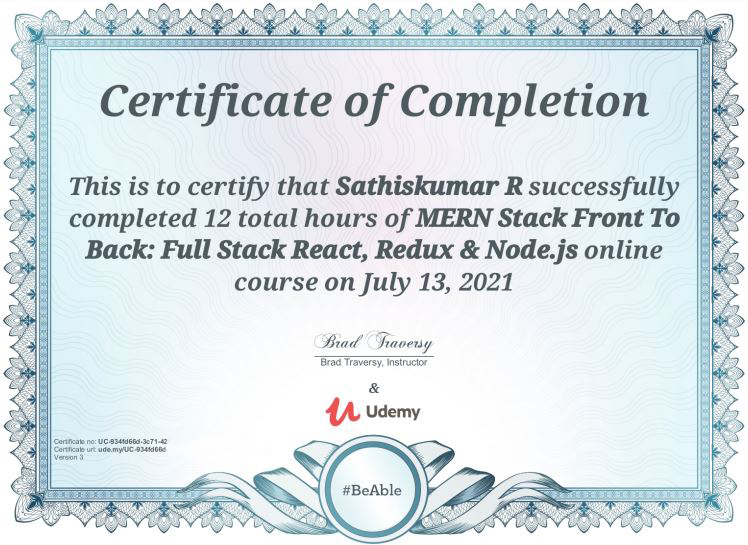 Certificate of Completion
This is to certify that Sathiskumar R successfully
completed 12 total hours of MERN Stack Front To
Back: Full Stack React, Redux & Node.js online
course on July 13, 2021
Brad Traversy
Brad Traversy, Instructor
&
Udemy
Certificate no: UC-934fd66d-3c71-42
Certificate url: ude.my/UC-934fd66d
Version 3
#BeAble